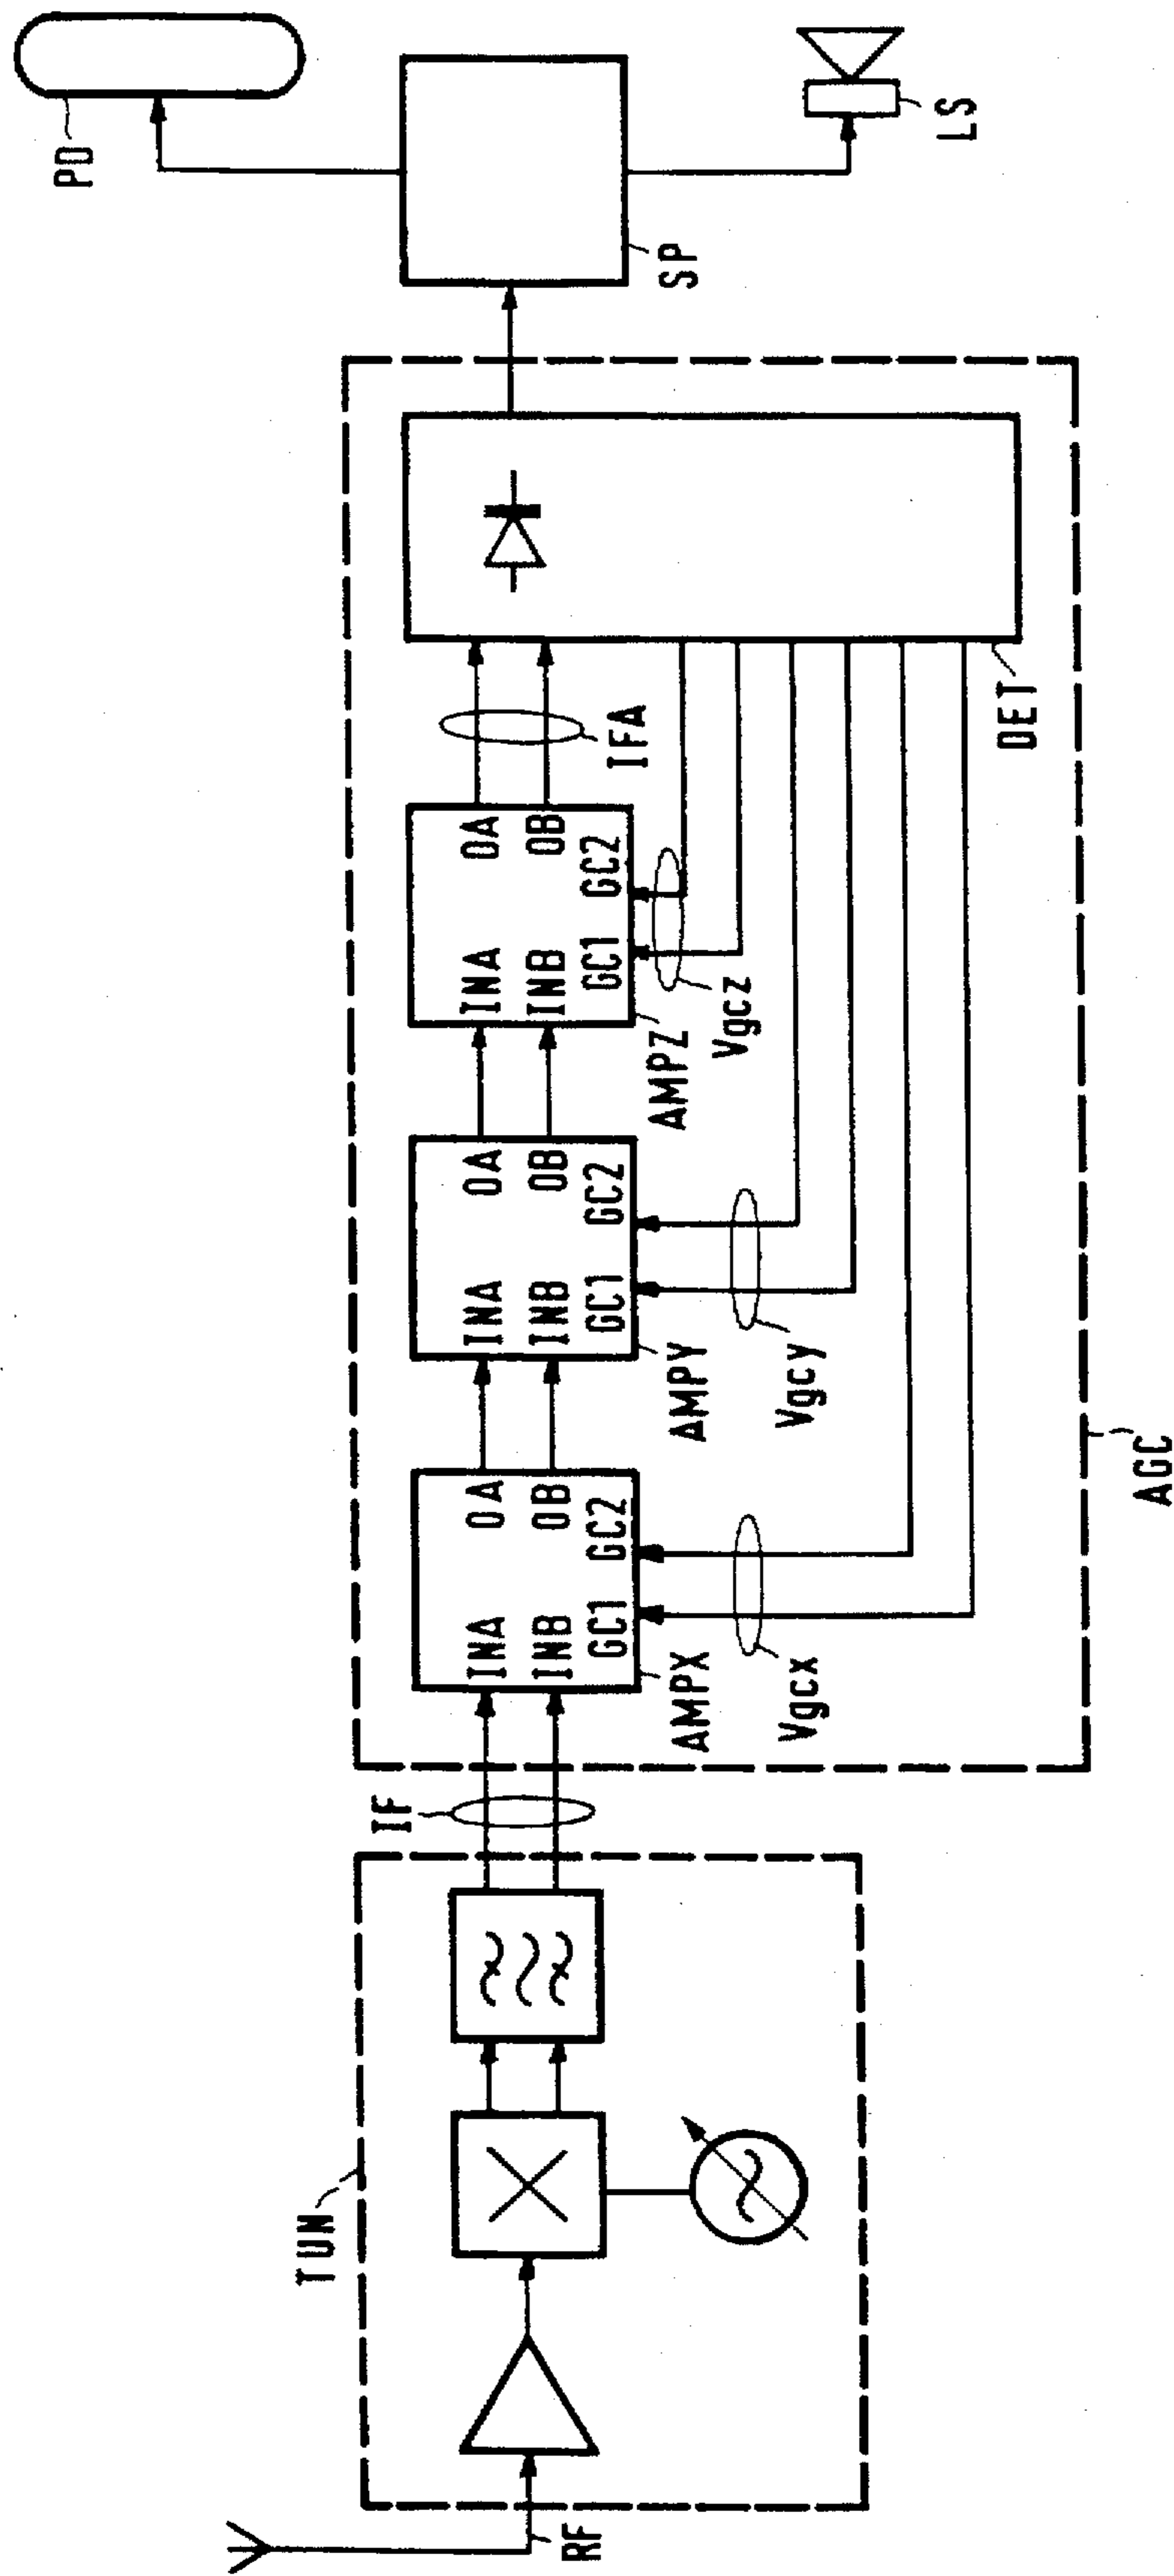 TUN
RF
IF
INA
INB
GC1
OA
OB
GC2
AMPX
Vgcx
INA
INB
GC1
OA
OB
GC2
AMPY
Vgcy
INA
INB
GC1
OA
OB
GC2
AMPZ
Vgcz
IFA
DET
AGC
SP
PD
LS